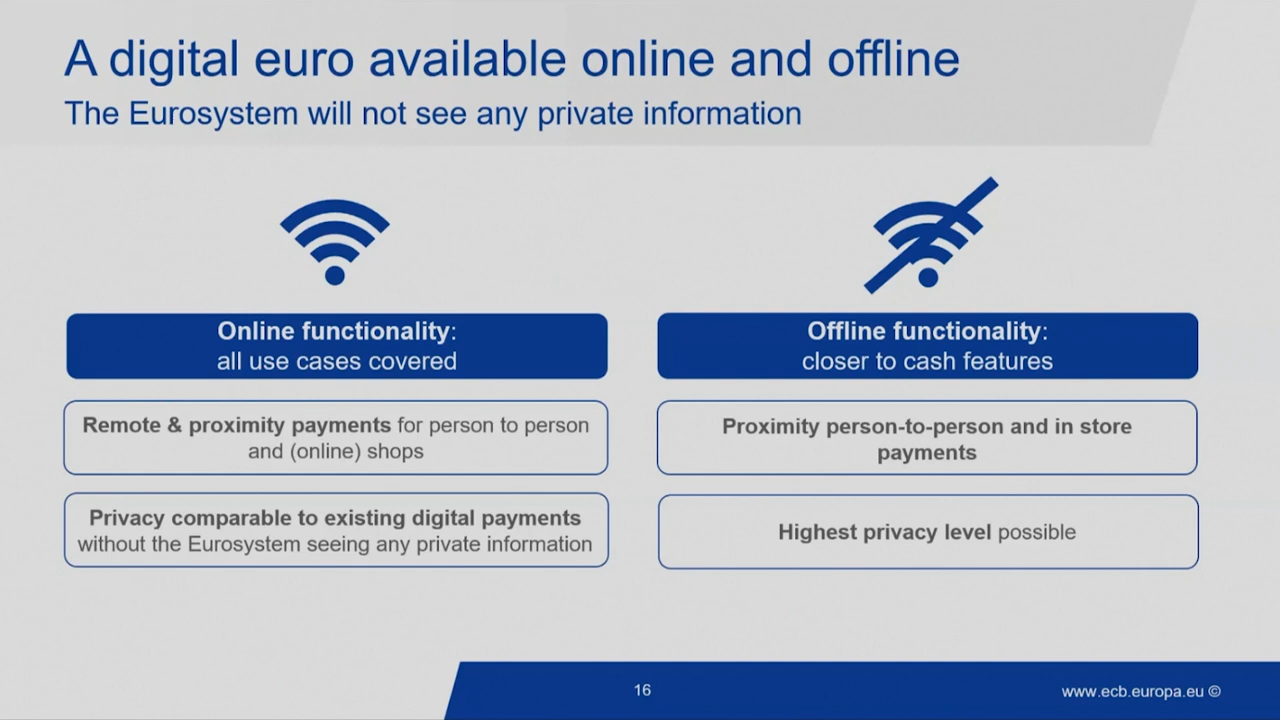 A digital euro available online and offline
The Eurosystem will not see any private information
Online functionality:
all use cases covered
Remote & proximity payments for person to person
and (online) shops
Privacy comparable to existing digital payments
without the Eurosystem seeing any private information
Offline functionality:
closer to cash features
Proximity person-to-person and in store
payments
Highest privacy level possible
16
www.ecb.europa.eu ©